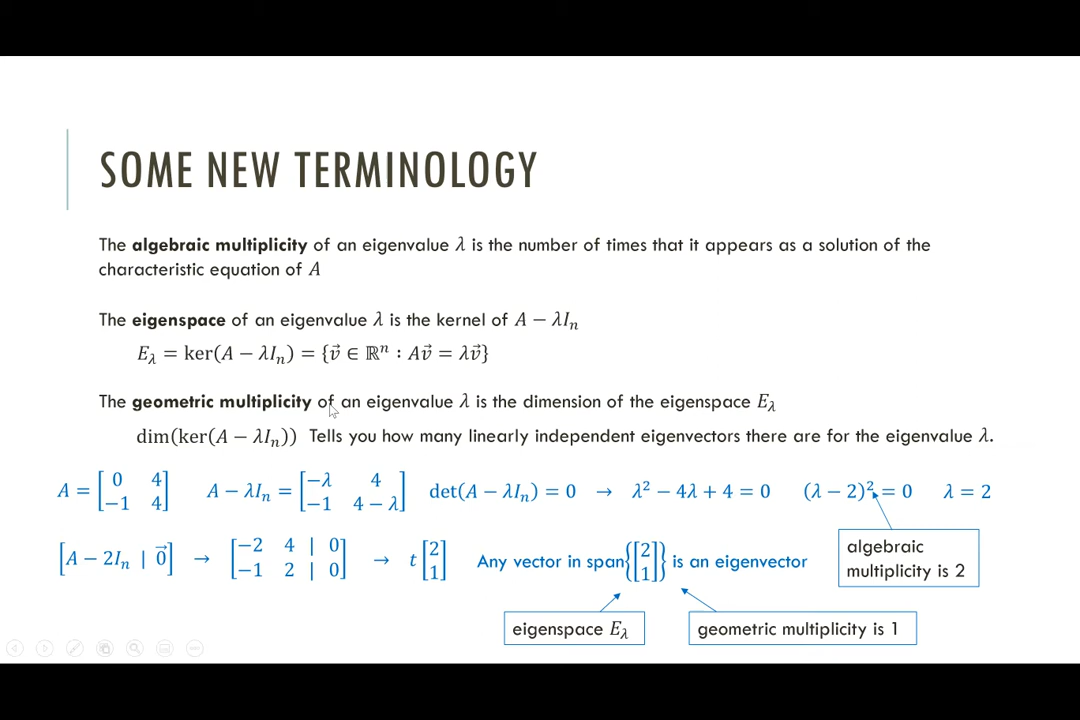 SOME NEW TERMINOLOGY
The algebraic multiplicity of an eigenvalue λ is the number of times that it appears as a solution of the
characteristic equation of A
The eigenspace of an eigenvalue λ is the kernel of A − λIₙ
E_λ = ker(A − λIₙ) = {v⃗ ∈ ℝⁿ : Av⃗ = λv⃗}
The geometric multiplicity of an eigenvalue λ is the dimension of the eigenspace E_λ
dim(ker(A − λIₙ)) Tells you how many linearly independent eigenvectors there are for the eigenvalue λ.
A = [0 4; −1 4] A − λIₙ = [−λ 4; −1 4 − λ] det(A − λIₙ) = 0 → λ² − 4λ + 4 = 0 (λ − 2)² = 0 λ = 2
[A − 2Iₙ | 0⃗] → [−2 4 | 0; −1 2 | 0] → t[2; 1] Any vector in span{[2; 1]} is an eigenvector
algebraic
multiplicity is 2
eigenspace E_λ
geometric multiplicity is 1